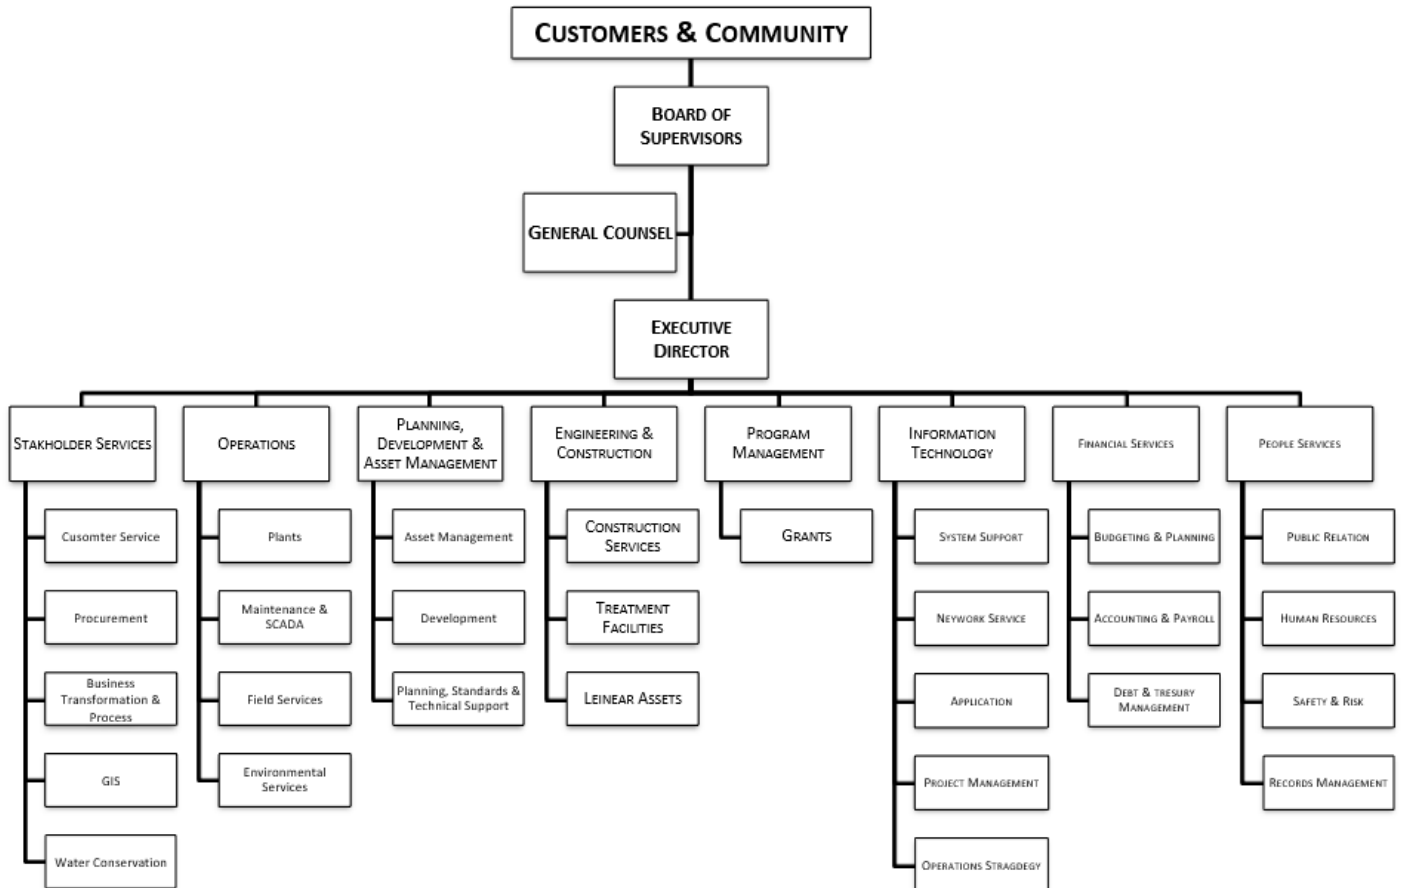 CUSTOMERS & COMMUNITY
BOARD OF
SUPERVISORS
GENERAL COUNSEL
EXECUTIVE
DIRECTOR
STAKHOLDER SERVICES
Cusomter Service
Procurement
Business
Transformation &
Process
GIS
Water Conservation
OPERATIONS
Plants
Maintenance &
SCADA
Field Services
Environmental
Services
PLANNING,
DEVELOPMENT &
ASSET MANAGEMENT
Asset Management
Development
Planning, Standards &
Technical Support
ENGINEERING &
CONSTRUCTION
CONSTRUCTION
SERVICES
TREATMENT
FACILITIES
LEINEAR ASSETS
PROGRAM
MANAGEMENT
GRANTS
INFORMATION
TECHNOLOGY
SYSTEM SUPPORT
NEYWORK SERVICE
APPLICATION
PROJECT MANAGEMENT
OPERATIONS STRAGDEGY
FINANCIAL SERVICES
BUDGETING & PLANNING
ACCOUNTING & PAYROLL
DEBT & TRESURY
MANAGEMENT
PEOPLE SERVICES
PUBLIC RELATION
HUMAN RESOURCES
SAFETY & RISK
RECORDS MANAGEMENT